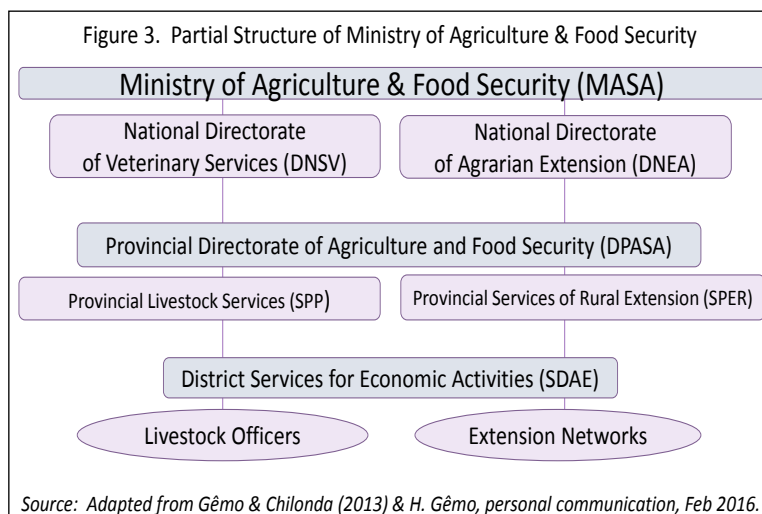 Figure 3. Partial Structure of Ministry of Agriculture & Food Security
Ministry of Agriculture & Food Security (MASA)
National Directorate
of Veterinary Services (DNSV)
National Directorate
of Agrarian Extension (DNEA)
Provincial Directorate of Agriculture and Food Security (DPASA)
Provincial Livestock Services (SPP)
Provincial Services of Rural Extension (SPER)
District Services for Economic Activities (SDAE)
Livestock Officers
Extension Networks
Source: Adapted from Gêmo & Chilonda (2013) & H. Gêmo, personal communication, Feb 2016.